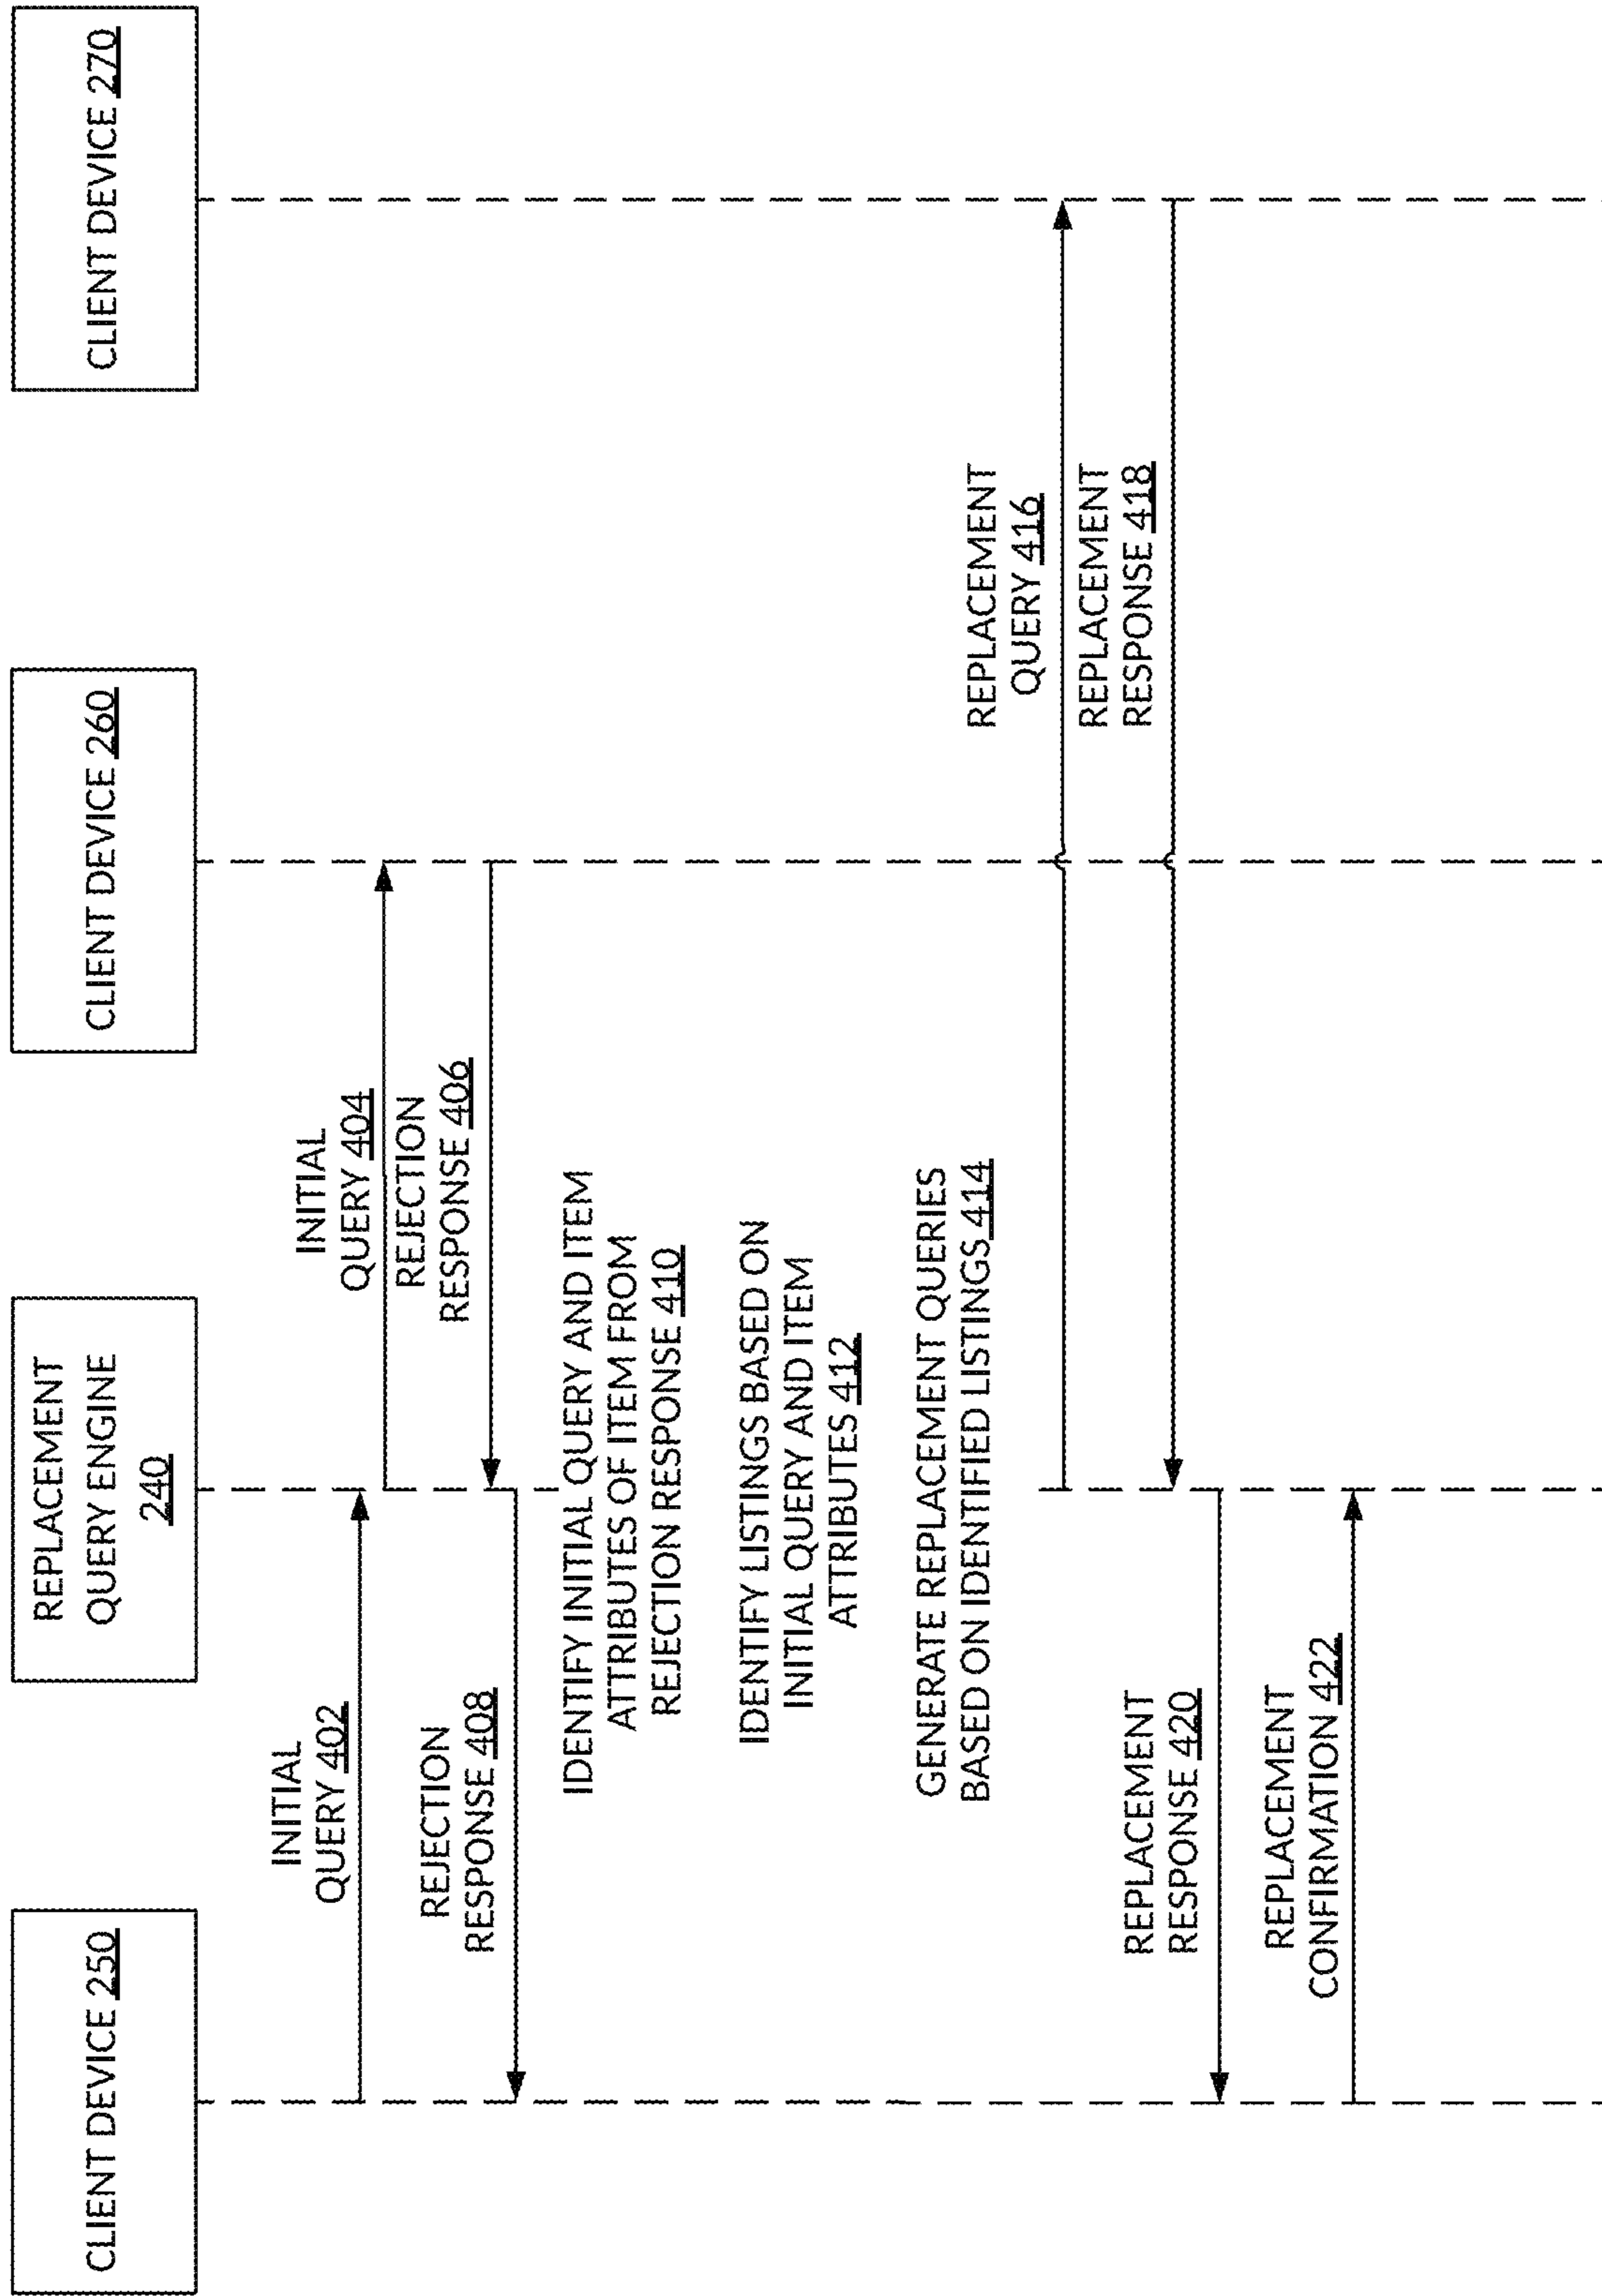 CLIENT DEVICE 250
REPLACEMENT
QUERY ENGINE
240
CLIENT DEVICE 260
CLIENT DEVICE 270
INITIAL
QUERY 402
INITIAL
QUERY 404
REJECTION
RESPONSE 406
REJECTION
RESPONSE 408
IDENTIFY INITIAL QUERY AND ITEM
ATTRIBUTES OF ITEM FROM
REJECTION RESPONSE 410
IDENTIFY LISTINGS BASED ON
INITIAL QUERY AND ITEM
ATTRIBUTES 412
GENERATE REPLACEMENT QUERIES
BASED ON IDENTIFIED LISTINGS 414
REPLACEMENT
QUERY 416
REPLACEMENT
RESPONSE 418
REPLACEMENT
RESPONSE 420
REPLACEMENT
CONFIRMATION 422